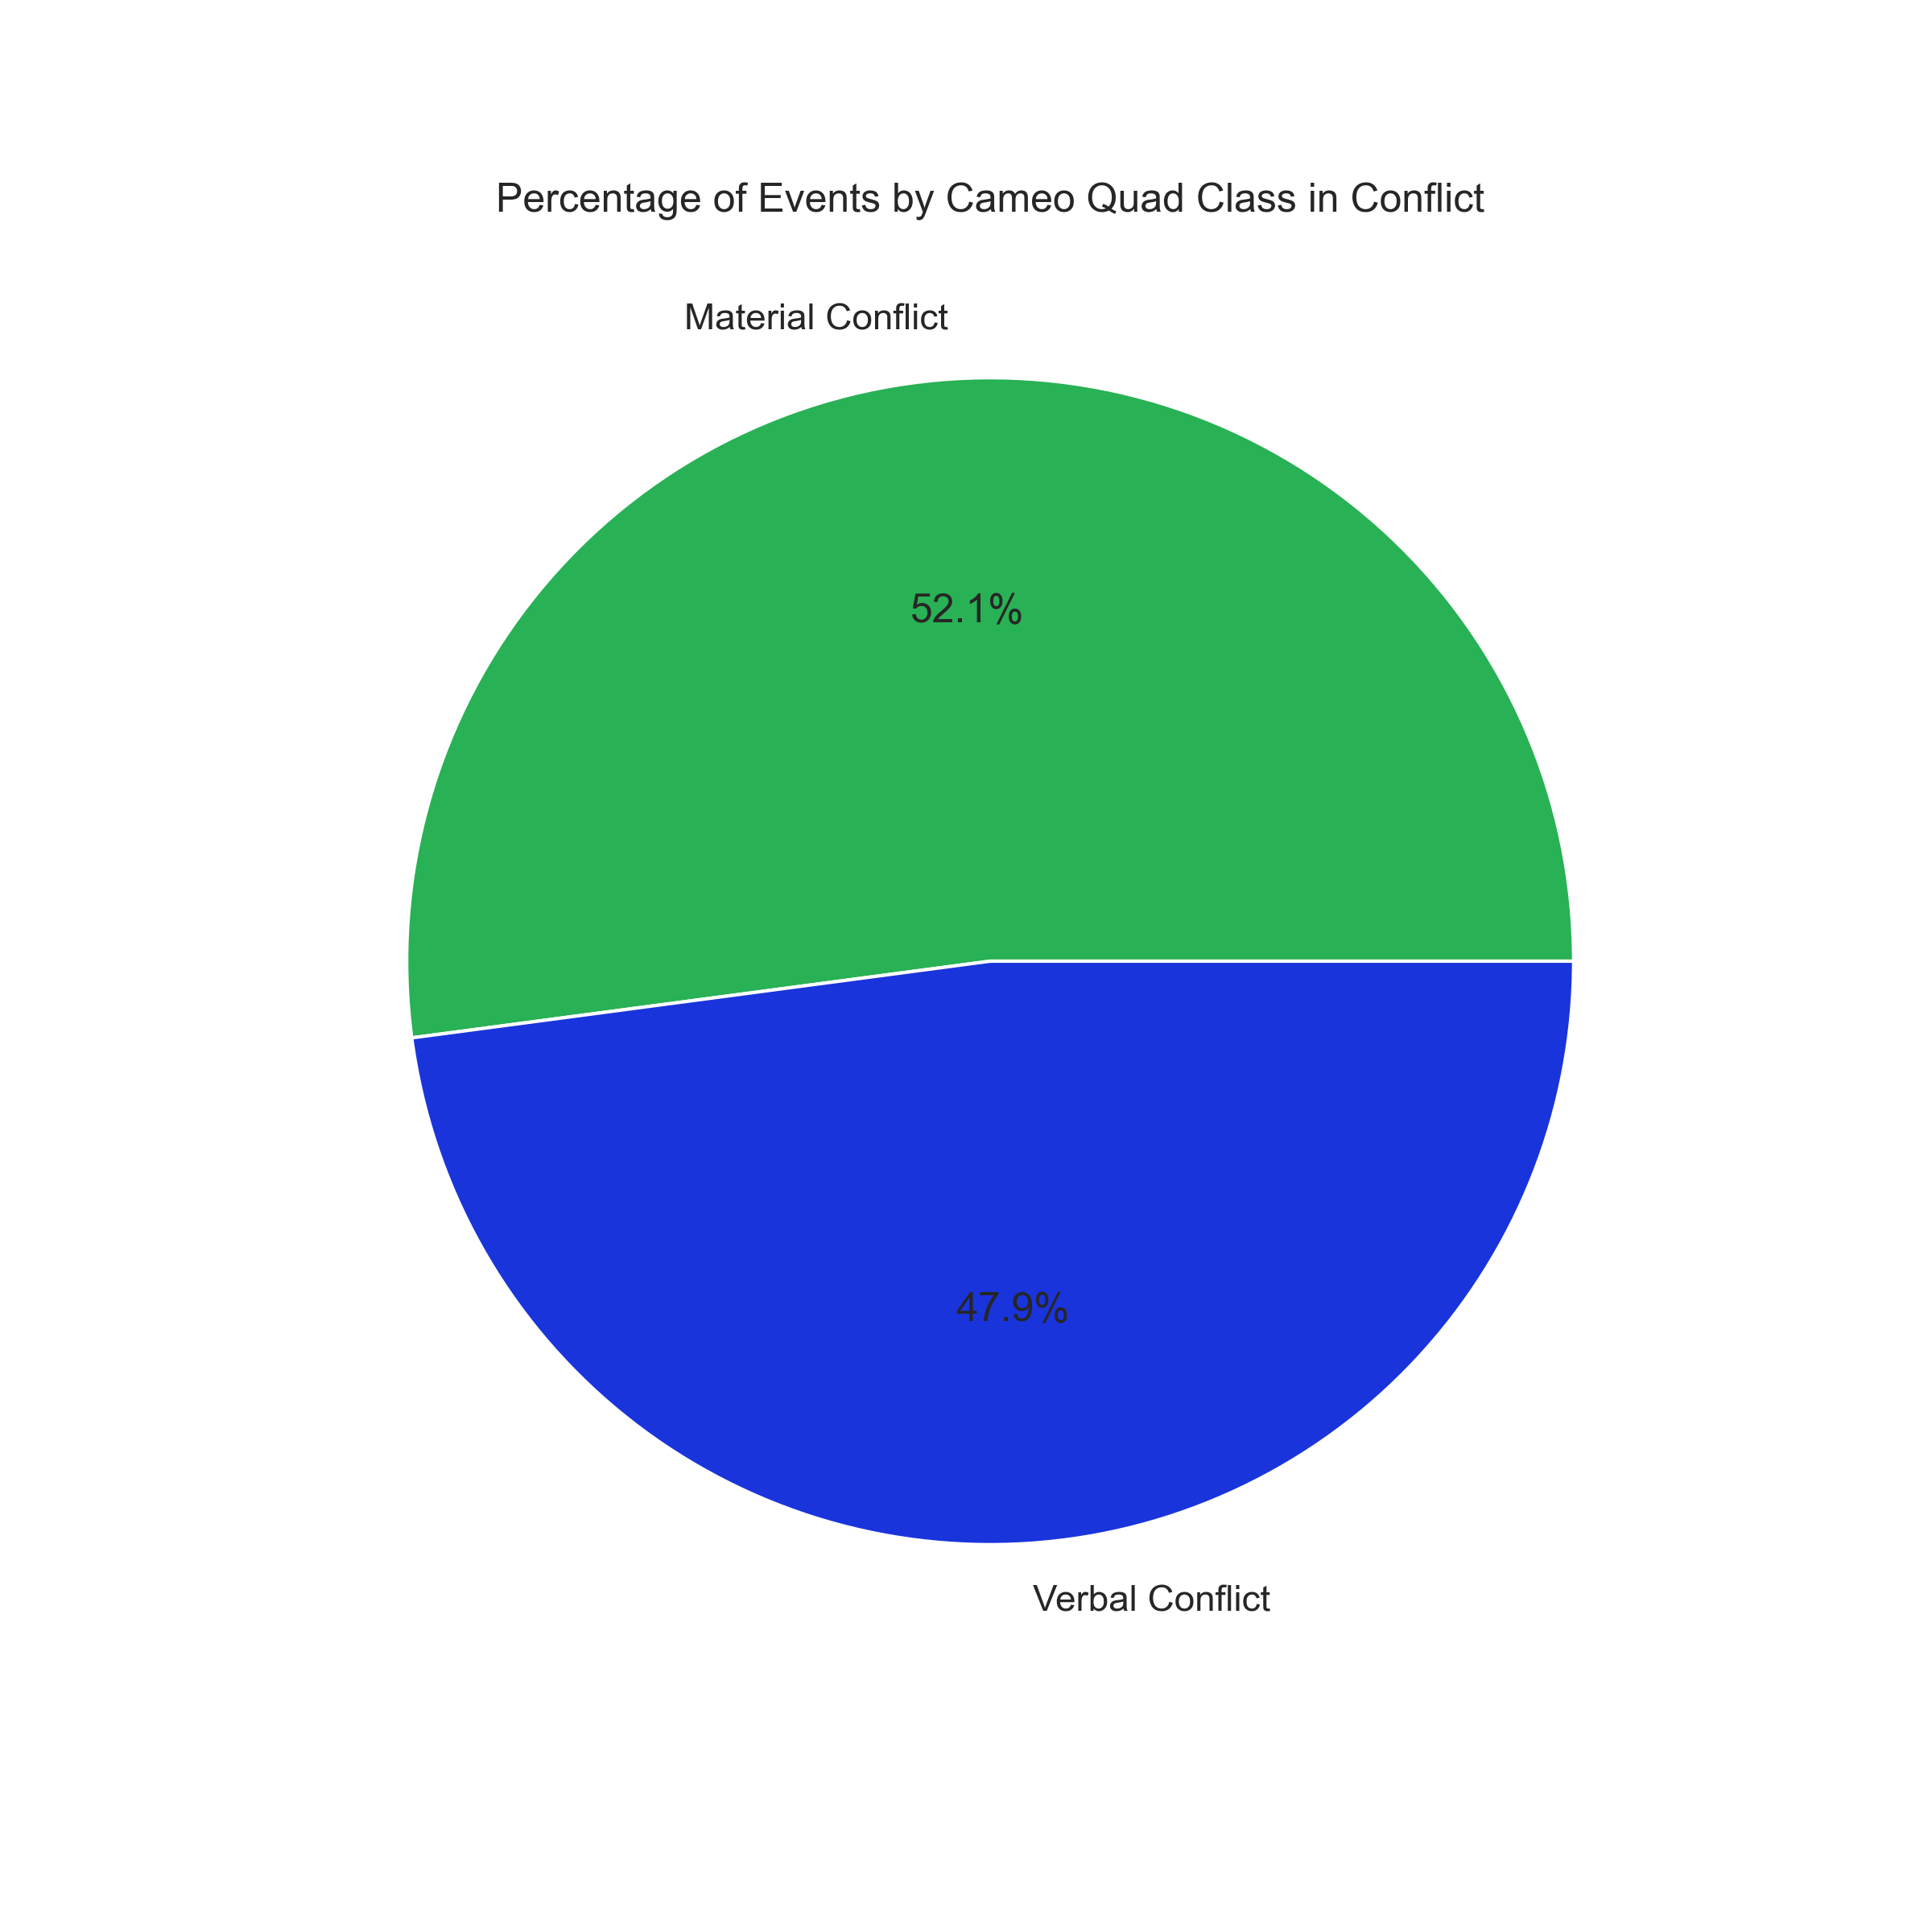 Percentage of Events by Cameo Quad Class in Conflict
Material Conflict
52.1%
47.9%
Verbal Conflict